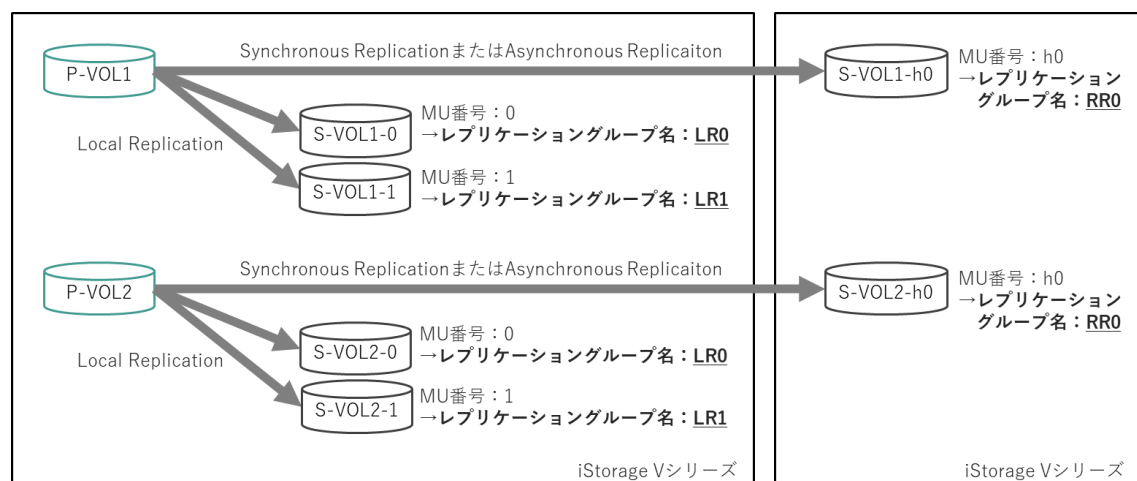 Synchronous ReplicationまたはAsynchronous Replicaiton
P-VOL1
S-VOL1-h0
MU番号：h0
→レプリケーション
グループ名：RR0
Local Replication
S-VOL1-0
MU番号：0
→レプリケーショングループ名：LR0
S-VOL1-1
MU番号：1
→レプリケーショングループ名：LR1
Synchronous ReplicationまたはAsynchronous Replicaiton
P-VOL2
S-VOL2-h0
MU番号：h0
→レプリケーション
グループ名：RR0
Local Replication
S-VOL2-0
MU番号：0
→レプリケーショングループ名：LR0
S-VOL2-1
MU番号：1
→レプリケーショングループ名：LR1
iStorage Vシリーズ
iStorage Vシリーズ